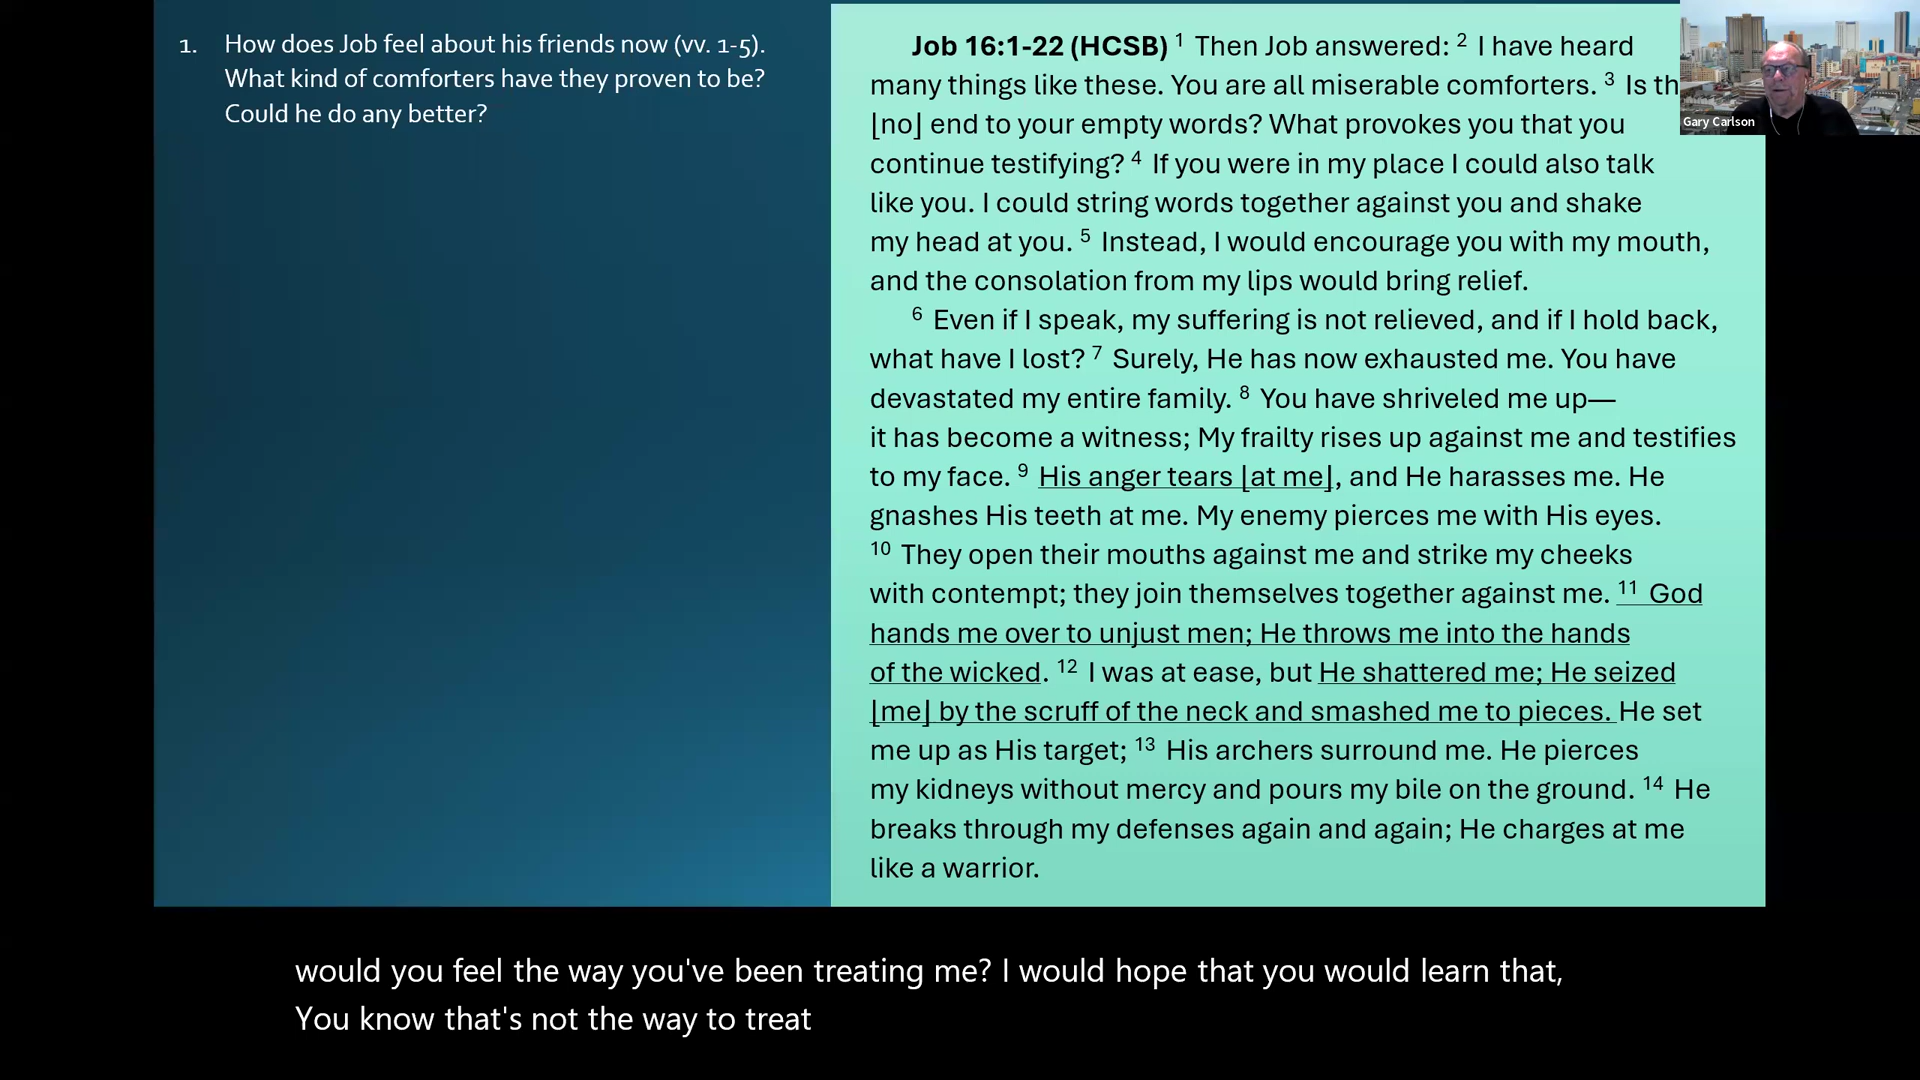 1. How does Job feel about his friends now (vv. 1-5).
What kind of comforters have they proven to be?
Could he do any better?
Job 16:1-22 (HCSB) 1 Then Job answered: 2 I have heard
many things like these. You are all miserable comforters. 3 Is th
[no] end to your empty words? What provokes you that you
continue testifying? 4 If you were in my place I could also talk
like you. I could string words together against you and shake
my head at you. 5 Instead, I would encourage you with my mouth,
and the consolation from my lips would bring relief.
6 Even if I speak, my suffering is not relieved, and if I hold back,
what have I lost? 7 Surely, He has now exhausted me. You have
devastated my entire family. 8 You have shriveled me up—
it has become a witness; My frailty rises up against me and testifies
to my face. 9 His anger tears [at me], and He harasses me. He
gnashes His teeth at me. My enemy pierces me with His eyes.
10 They open their mouths against me and strike my cheeks
with contempt; they join themselves together against me. 11 God
hands me over to unjust men; He throws me into the hands
of the wicked. 12 I was at ease, but He shattered me; He seized
[me] by the scruff of the neck and smashed me to pieces. He set
me up as His target; 13 His archers surround me. He pierces
my kidneys without mercy and pours my bile on the ground. 14 He
breaks through my defenses again and again; He charges at me
like a warrior.
Gary Carlson
would you feel the way you've been treating me? I would hope that you would learn that,
You know that's not the way to treat